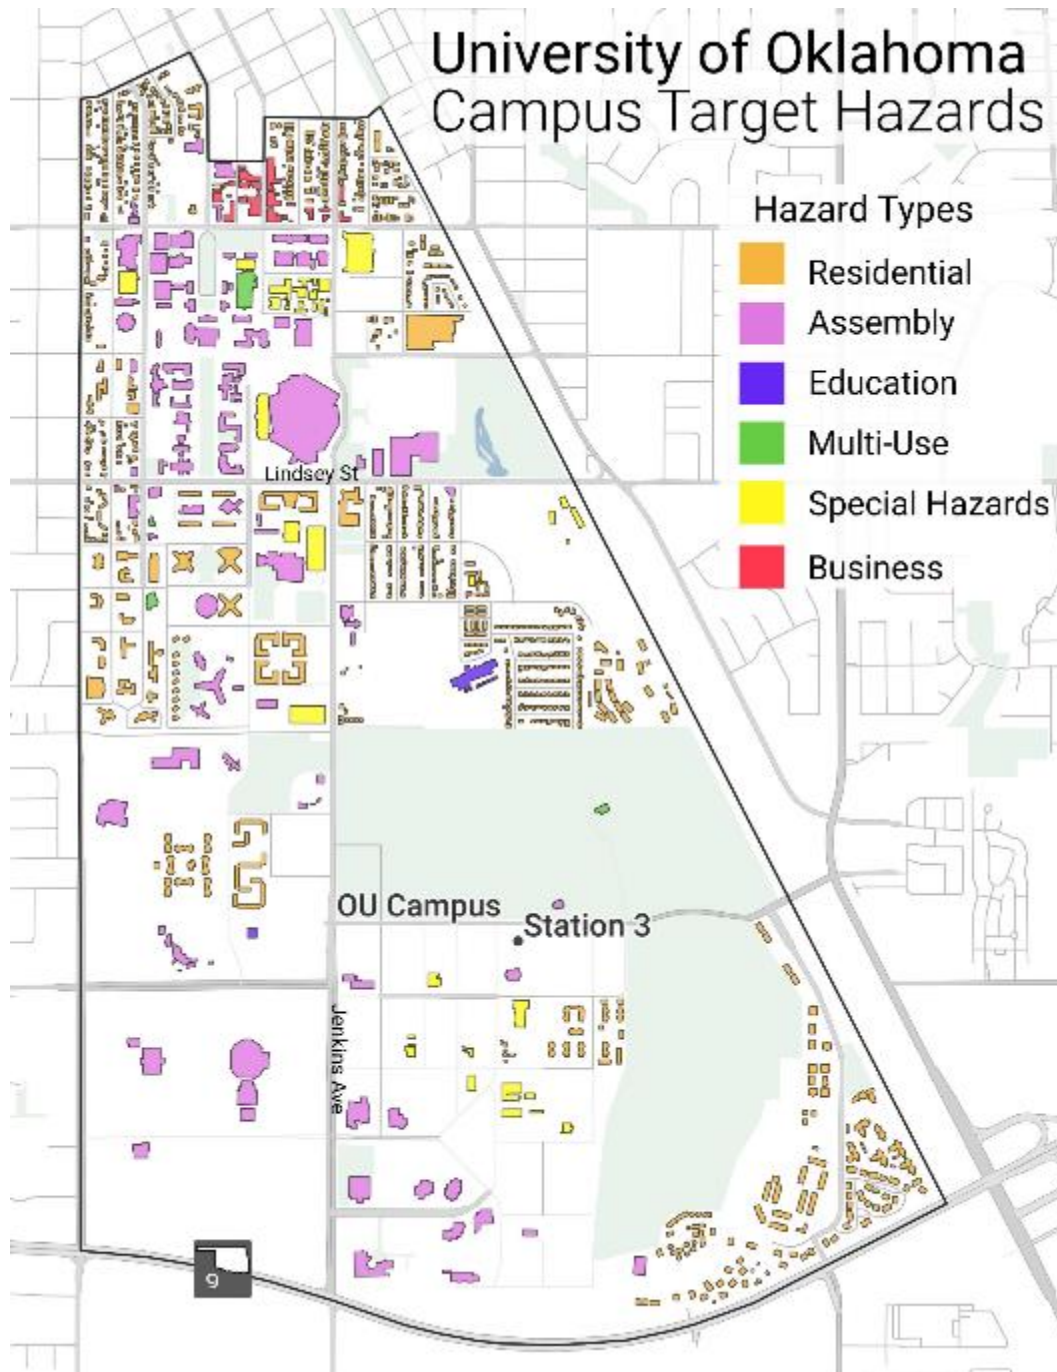 University of Oklahoma
Campus Target Hazards
Hazard Types
Residential
Assembly
Education
Multi-Use
Special Hazards
Business
Lindsey St
OU Campus
Station 3
Jenkins Ave
9